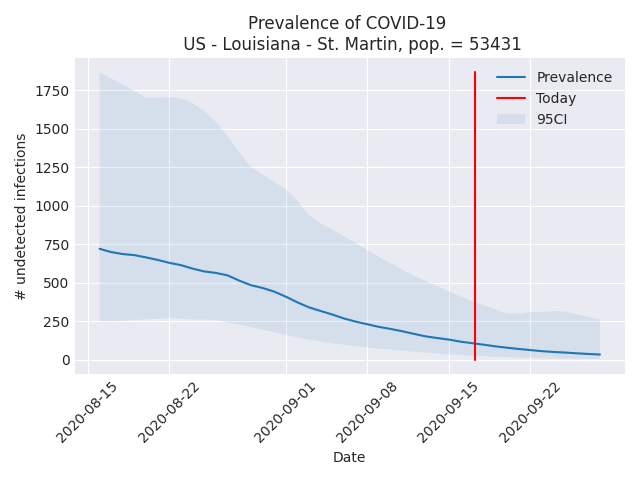 Prevalence of COVID-19
US - Louisiana - St. Martin, pop. = 53431
Prevalence
Today
95CI
# undetected infections
1750
1500
1250
1000
750
500
250
0
2020-08-15
2020-08-22
2020-09-01
2020-09-08
2020-09-15
2020-09-22
Date